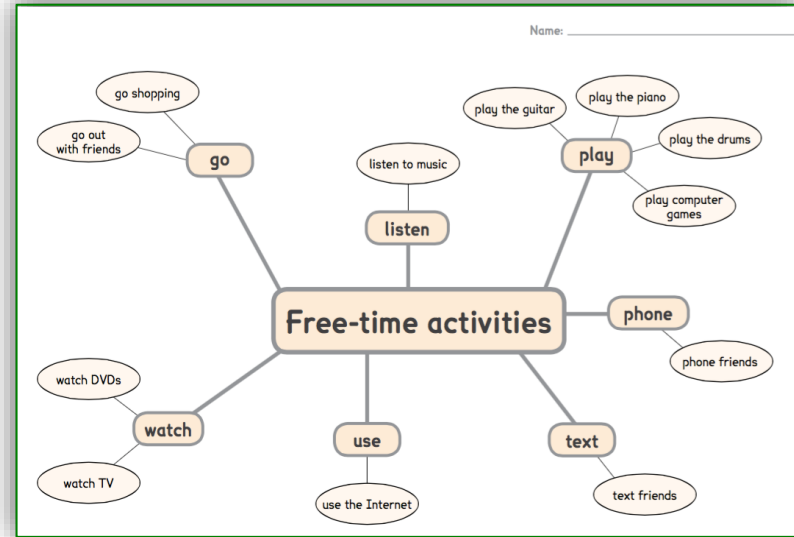 Name:
go shopping
go out
with friends
go
listen to music
listen
play the guitar
play the piano
play the drums
play computer
games
play
Free-time activities
phone
phone friends
watch DVDs
watch
watch TV
use
use the Internet
text
text friends